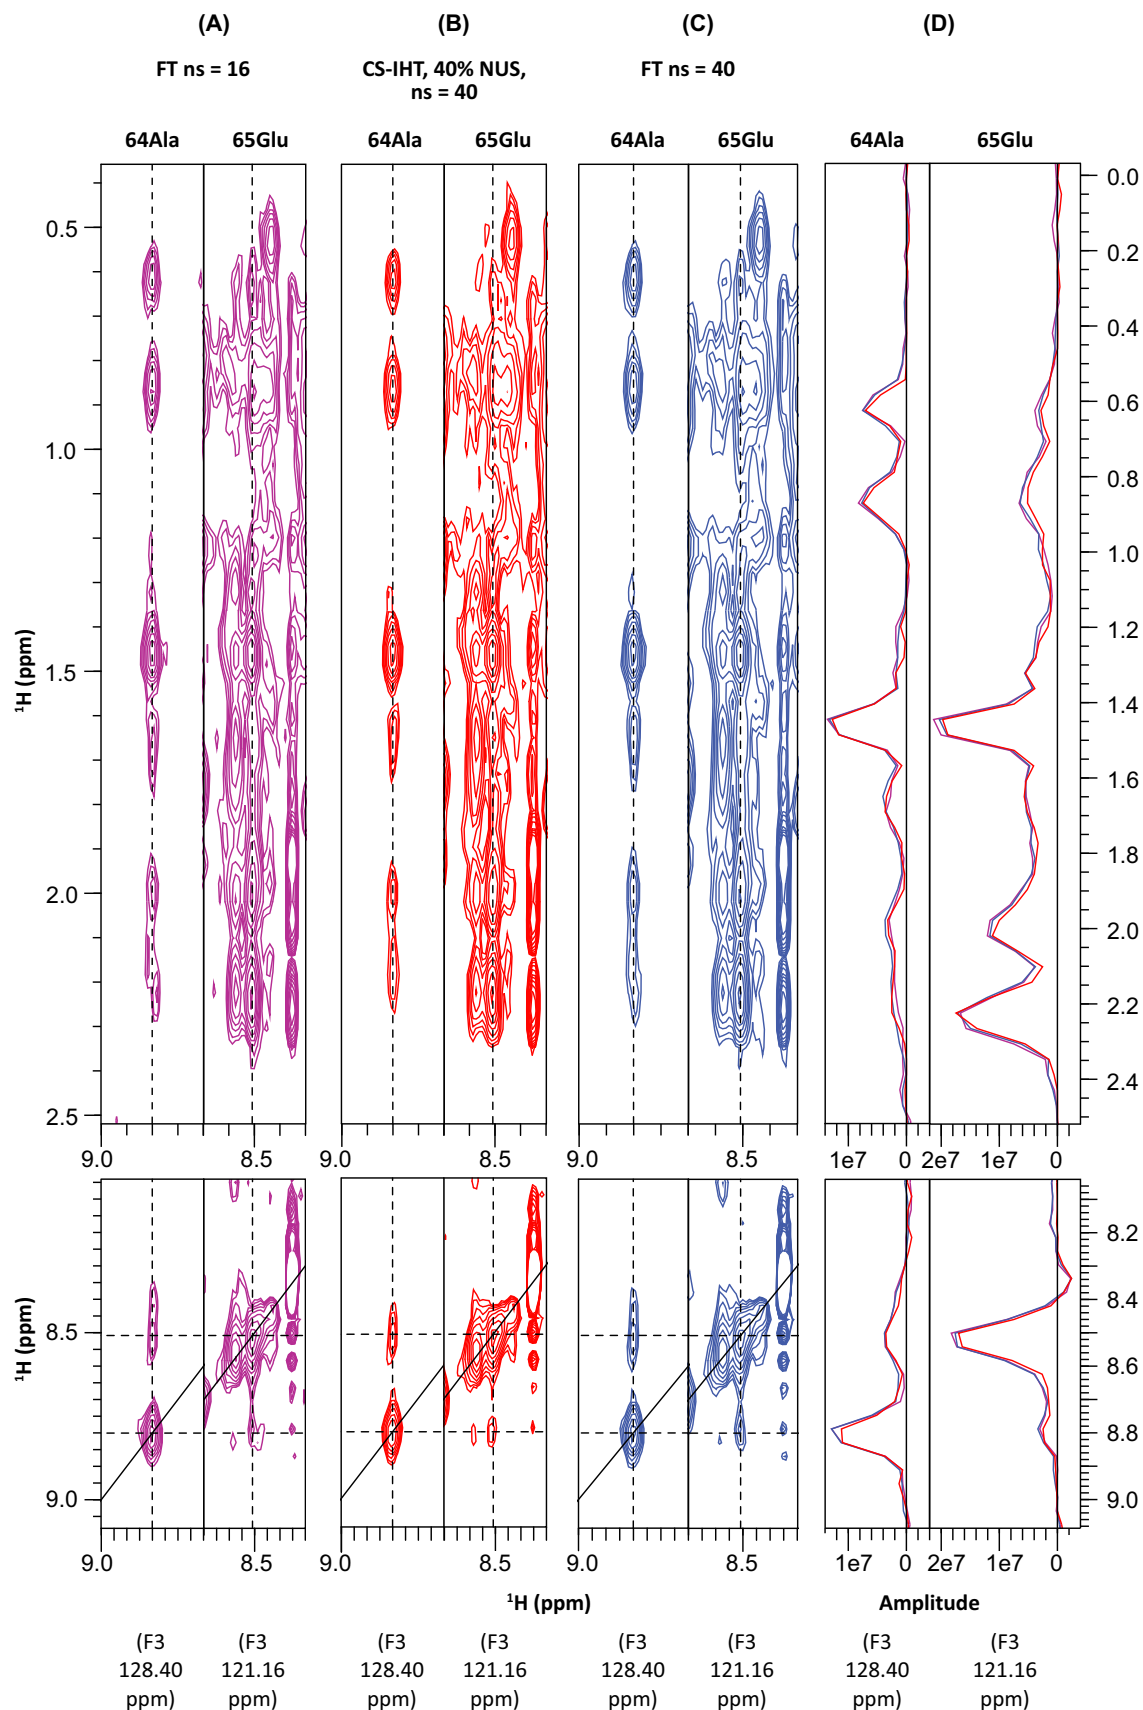 (A) (B) (C) (D)
FT ns = 16 CS-IHT, 40% NUS, FT ns = 40
ns = 40
64Ala 65Glu 64Ala 65Glu 64Ala 65Glu 64Ala 65Glu
0.0
0.5 0.2
0.4
0.6
1.0 0.8
1.0
1.2
¹H (ppm)
1.5 1.4
1.6
1.8
2.0 2.0
2.2
2.4
2.5
9.0 8.5 9.0 8.5 9.0 8.5 1e7 0 2e7 1e7 0
8.2
8.4
¹H (ppm)
8.5 8.6
8.8
9.0 9.0
9.0 8.5 9.0 8.5 9.0 8.5 1e7 0 2e7 1e7 0
¹H (ppm) Amplitude
(F3 (F3 (F3 (F3 (F3 (F3 (F3 (F3
128.40 121.16 128.40 121.16 128.40 121.16 128.40 121.16
ppm) ppm) ppm) ppm) ppm) ppm) ppm) ppm)